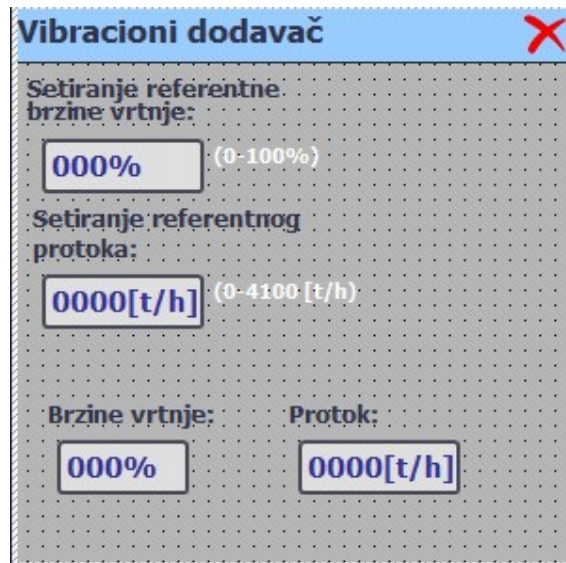 Vibracioni dodavač
Setiranje referentne
brzine vrtnje:
000%
(0-100%)
Setiranje referentnog
protoka:
0000[t/h]
(0-4100 [t/h)
Brzine vrtnje:
Protok:
000%
0000[t/h]